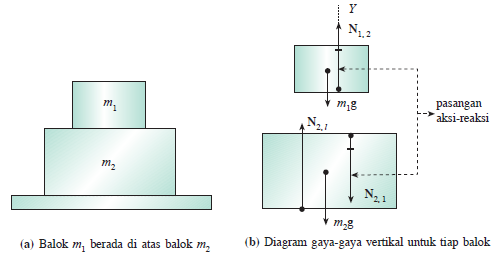 Y
N1, 2
m1
m1g
pasangan
aksi-reaksi
N2,1
m2
N2, 1
m2g
(a) Balok m1 berada di atas balok m2
(b) Diagram gaya-gaya vertikal untuk tiap balok